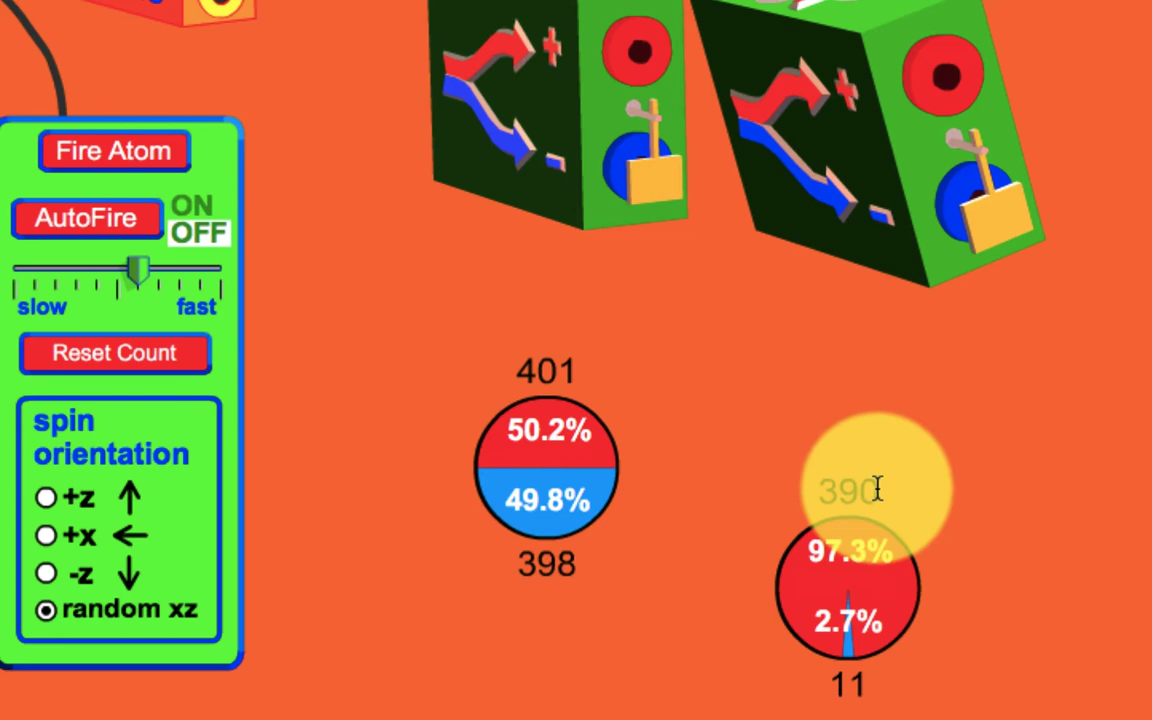 Fire Atom
AutoFire
ON
OFF
slow fast
Reset Count
spin
orientation
+z
+x
-z
random xz
+
-
+
-
401
50.2%
49.8%
398
390
97.3%
2.7%
11